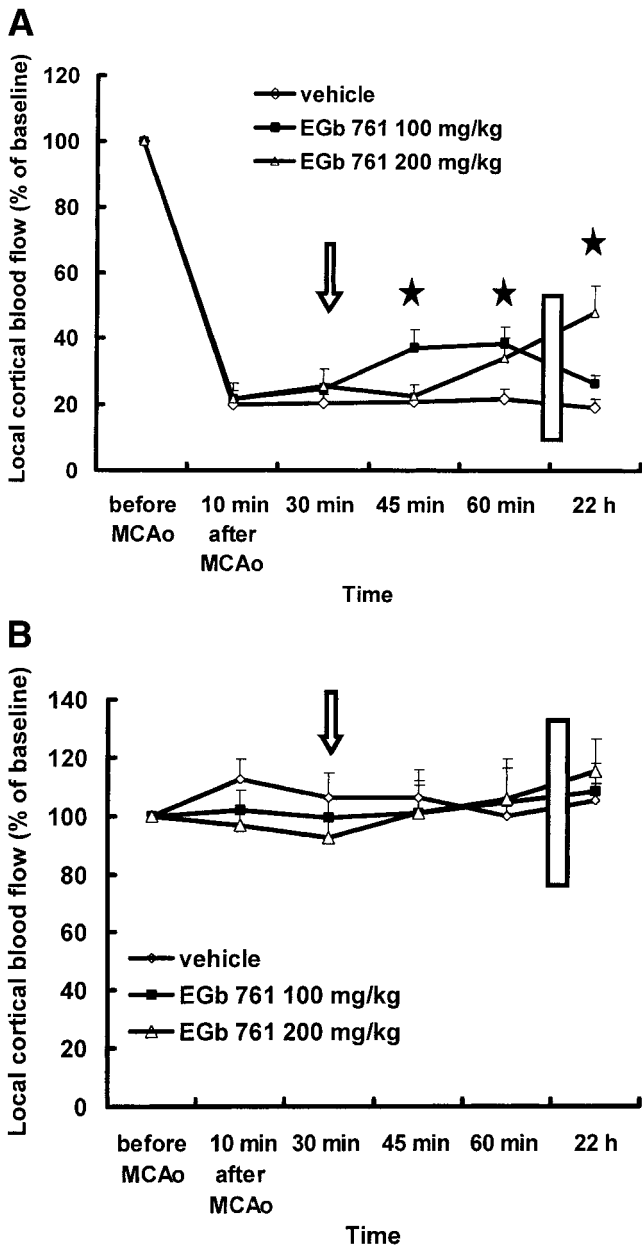 A
Local cortical blood flow (% of baseline)
120
100
80
60
40
20
0
vehicle
EGb 761 100 mg/kg
EGb 761 200 mg/kg
before MCAo
10 min after MCAo
30 min
45 min
60 min
22 h
Time
B
Local cortical blood flow (% of baseline)
140
120
100
80
60
40
20
0
vehicle
EGb 761 100 mg/kg
EGb 761 200 mg/kg
before MCAo
10 min after MCAo
30 min
45 min
60 min
22 h
Time